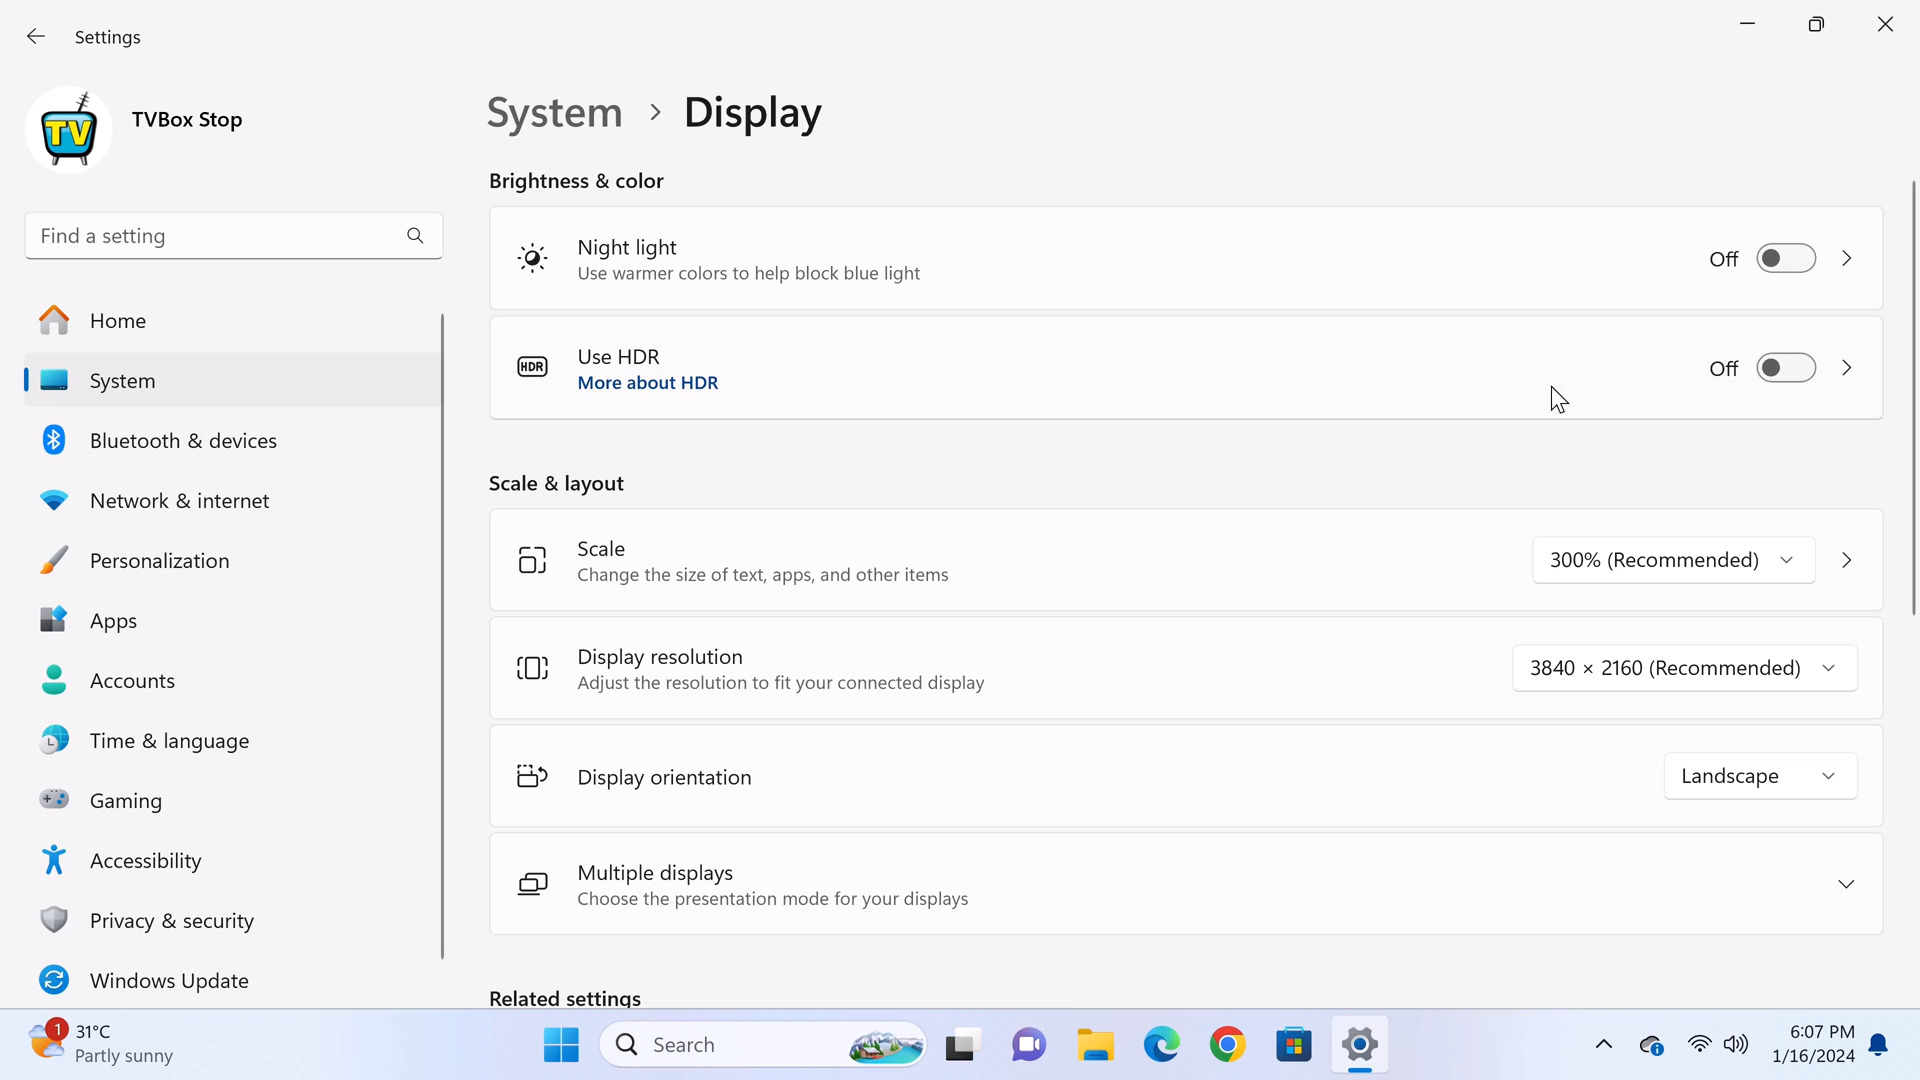 Settings
TV
TVBox Stop
Find a setting
Home
System
Bluetooth & devices
Network & internet
Personalization
Apps
Accounts
Time & language
Gaming
Accessibility
Privacy & security
Windows Update
System > Display
Brightness & color
Night light
Use warmer colors to help block blue light
Off
HDR
Use HDR
More about HDR
Off
Scale & layout
Scale
Change the size of text, apps, and other items
300% (Recommended)
Display resolution
Adjust the resolution to fit your connected display
3840 × 2160 (Recommended)
Display orientation
Landscape
Multiple displays
Choose the presentation mode for your displays
Related settings
1
31°C
Partly sunny
Search
6:07 PM
1/16/2024